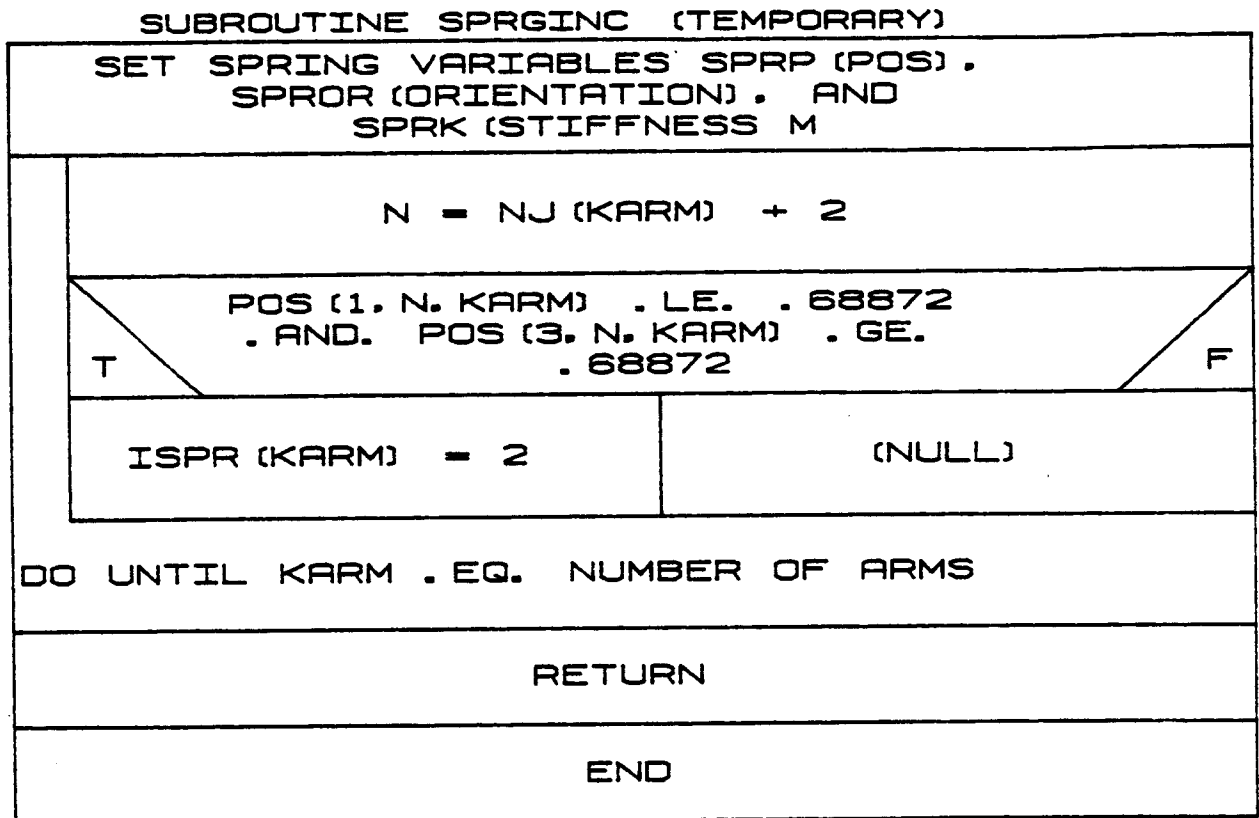 SUBROUTINE SPRGINC (TEMPORARY)
SET SPRING VARIABLES SPRP (POS).
SPROR (ORIENTATION). AND
SPRK (STIFFNESS M
N = NJ (KARM) + 2
POS (1, N, KARM) .LE. .68872
.AND. POS (3, N, KARM) .GE.
.68872
T
F
ISPR (KARM) = 2
(NULL)
DO UNTIL KARM .EQ. NUMBER OF ARMS
RETURN
END